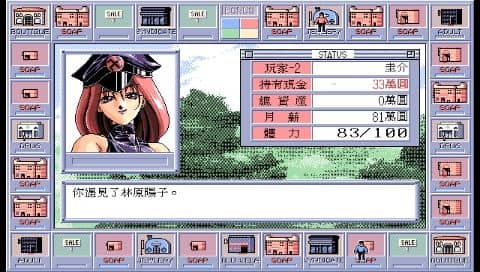 SALE
SALE
BOUTIQUE
SOAP
SYNDICATE
SOAP
JEWELRY
SOAP
SOAP
ADULT
STATUS
玩家-2 圭介
持有現金 33萬圓
總資產 0萬圓
月薪 81萬圓
體力 83/100
SOAP
SOAP
SOAP
SOAP
SOAP
SOAP
SOAP
SOAP
你遇見了林原曉子。
SALE
SALE
ADULT
SOAP
JEWELRY
SOAP
SYNDICATE
SOAP
BOUTIQUE